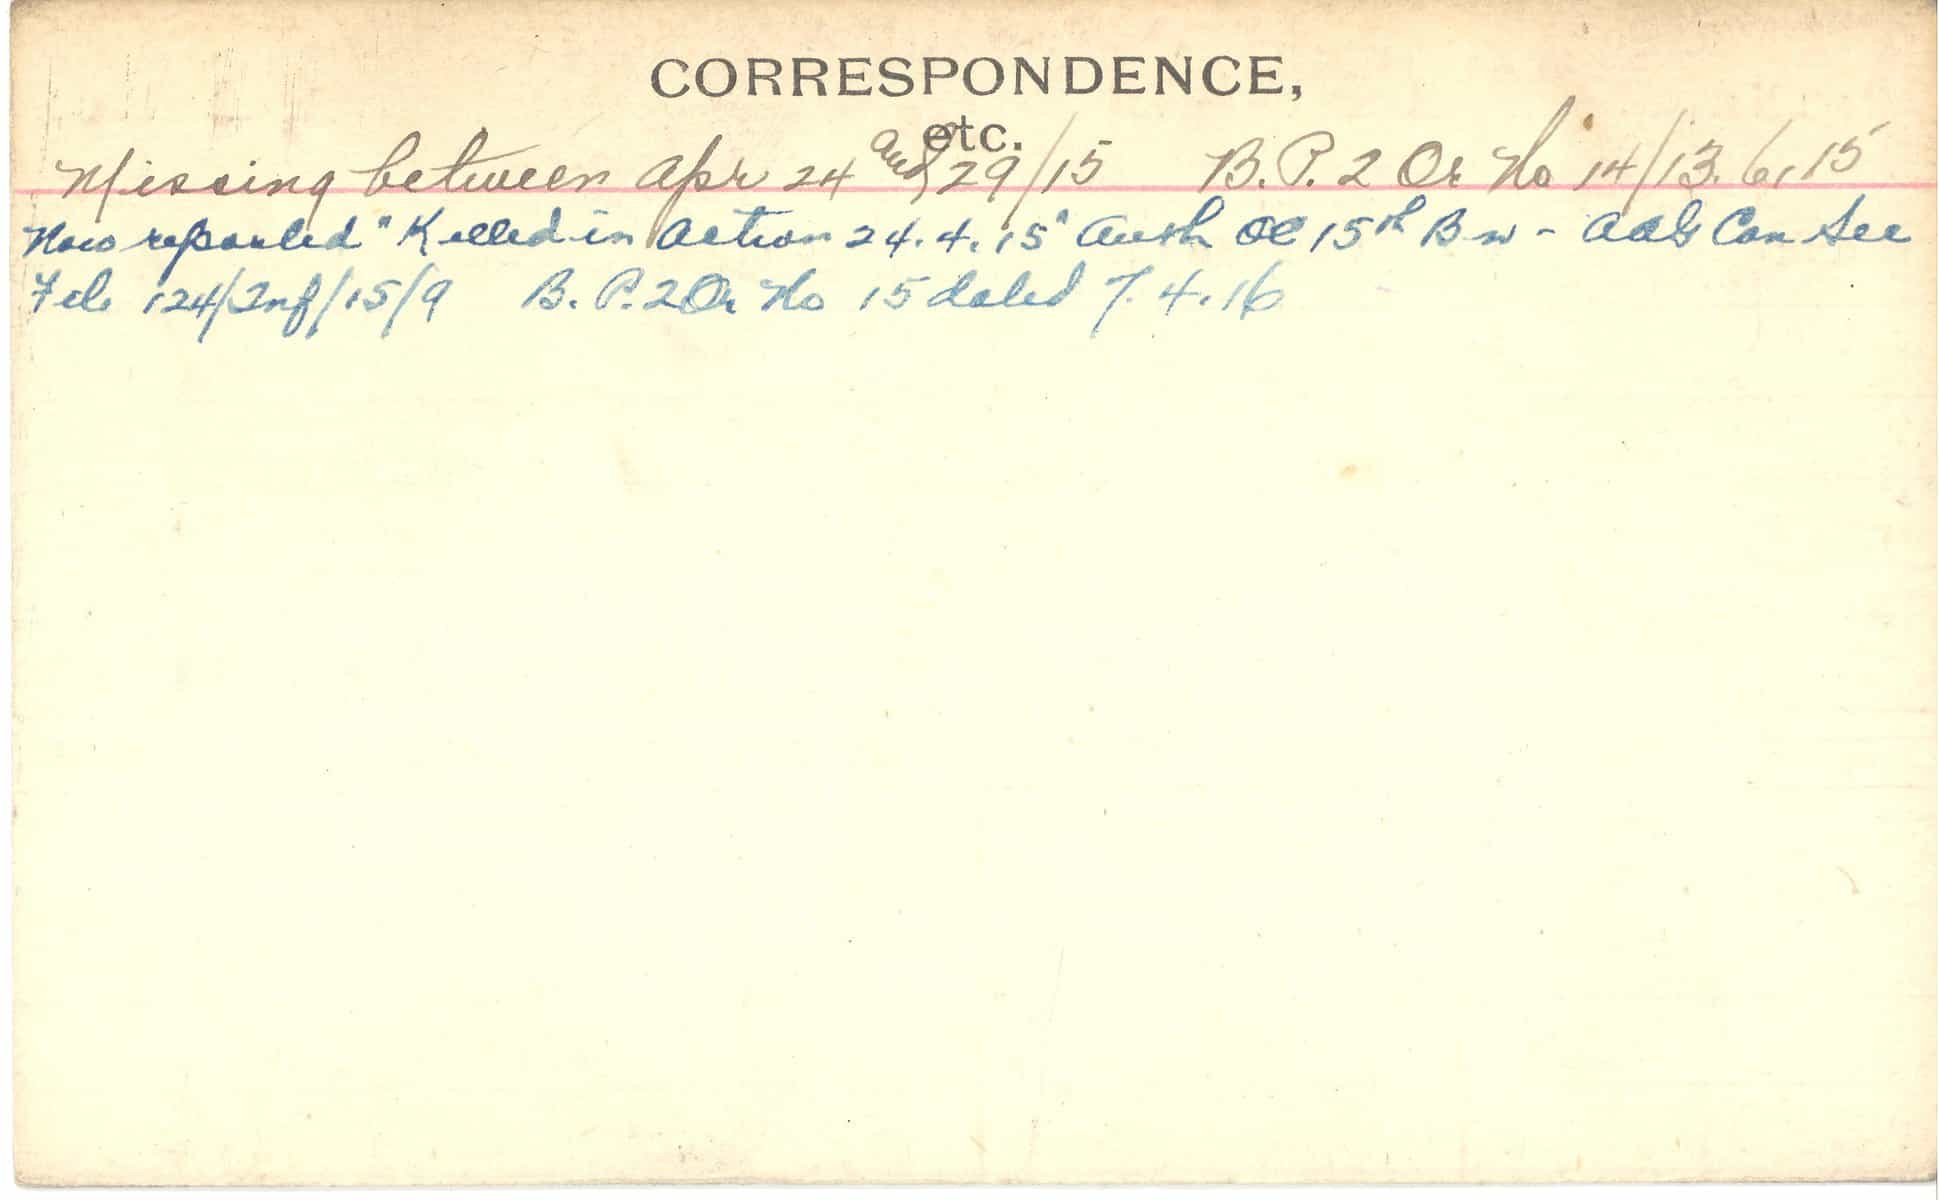 CORRESPONDENCE,
etc.
Missing between Apr 24 and 29/15 B.P.2 Or No 14/13.6.15
Now reported "Killed in Action 24.4.15" Auth OC 15th Bn - AAG Can Sec
File 124/Inf/15/9 B.P.2 Or No 15 dated 7.4.16